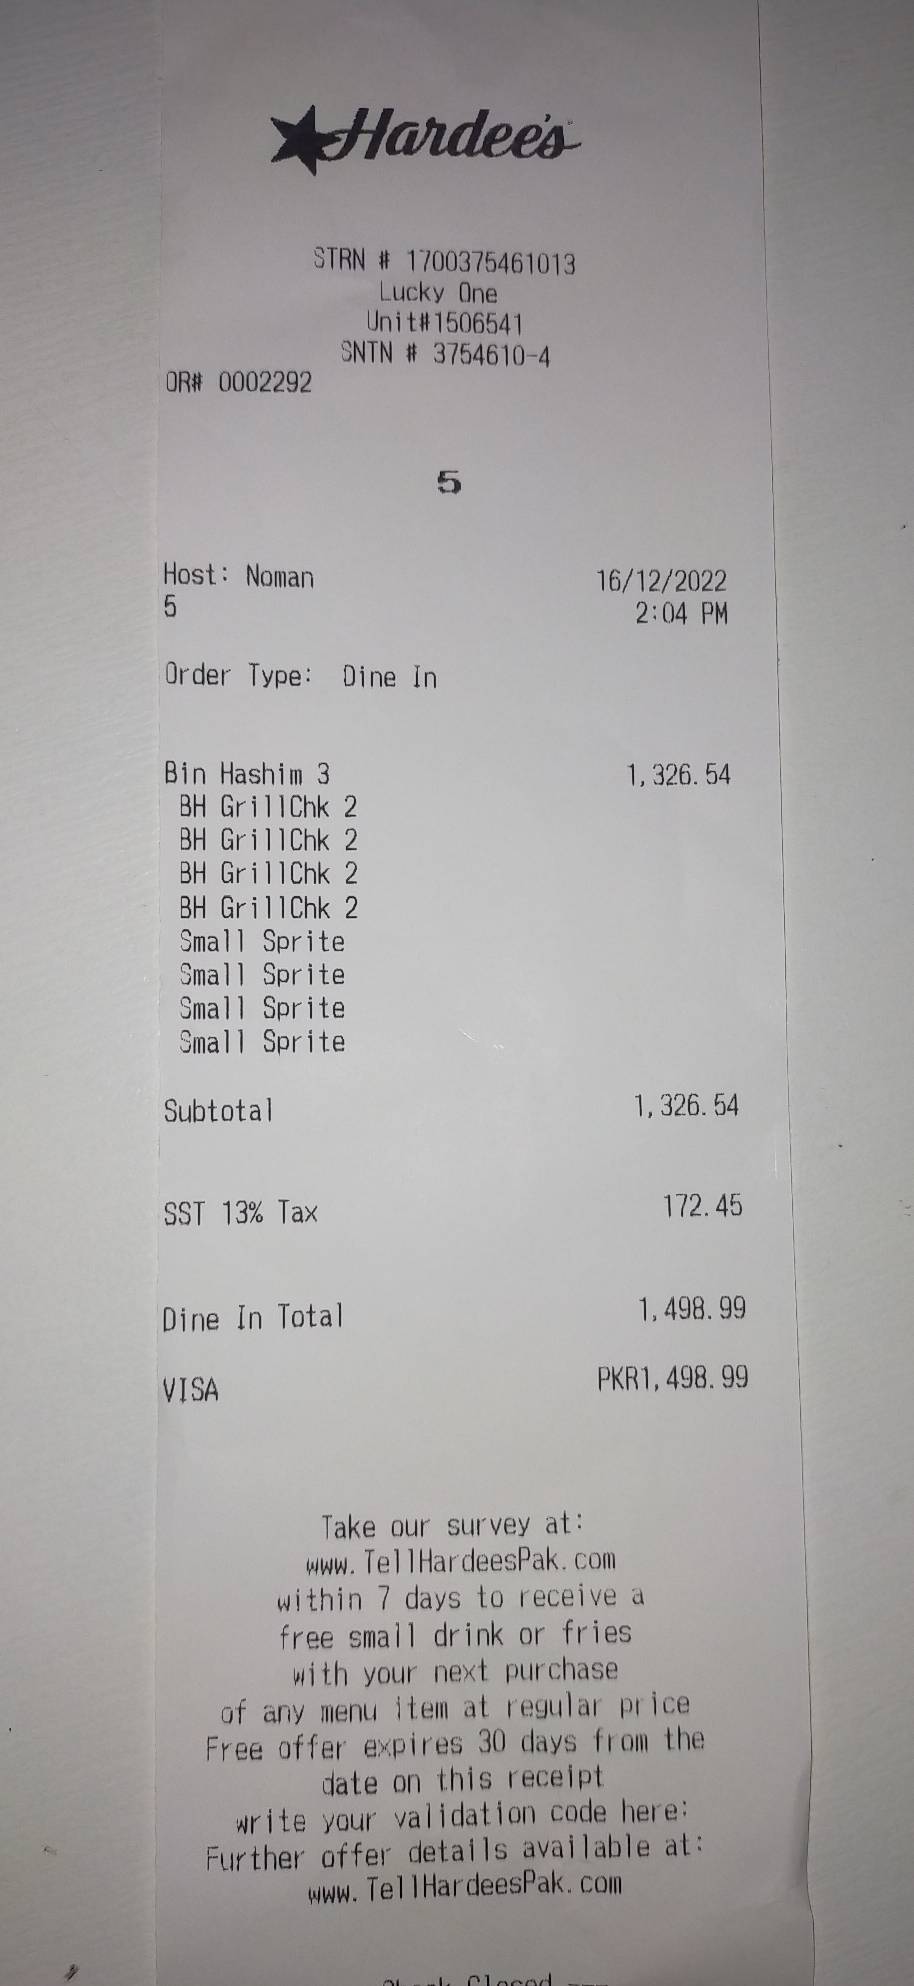 Hardee's
STRN # 1700375461013
Lucky One
Unit#1506541
SNTN # 3754610-4
OR# 0002292
5
Host: Noman 16/12/2022
5 2:04 PM
Order Type: Dine In
Bin Hashim 3 1,326.54
BH GrillChk 2
BH GrillChk 2
BH GrillChk 2
BH GrillChk 2
Small Sprite
Small Sprite
Small Sprite
Small Sprite
Subtotal 1,326.54
SST 13% Tax 172.45
Dine In Total 1,498.99
VISA PKR1,498.99
Take our survey at:
www.TellHardeesPak.com
within 7 days to receive a
free small drink or fries
with your next purchase
of any menu item at regular price
Free offer expires 30 days from the
date on this receipt
write your validation code here:
Further offer details available at:
www.TellHardeesPak.com
Closed ---